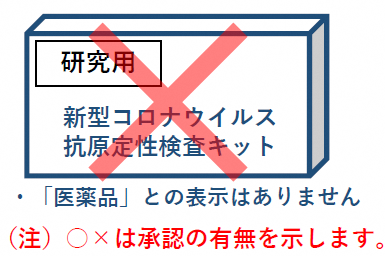 研究用
新型コロナウイルス
抗原定性検査キット
・「医薬品」との表示はありません
（注）○×は承認の有無を示します。